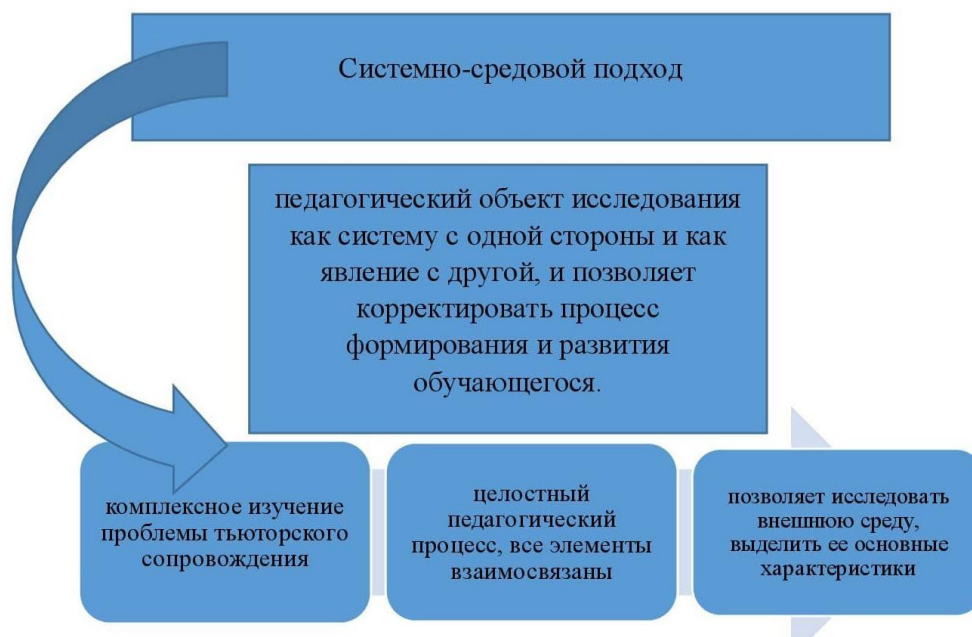 Системно-средовой подход
педагогический объект исследования
как систему с одной стороны и как
явление с другой, и позволяет
корректировать процесс
формирования и развития
обучающегося.
комплексное изучение
проблемы тьюторского
сопровождения
целостный
педагогический
процесс, все элементы
взаимосвязаны
позволяет исследовать
внешнюю среду,
выделить ее основные
характеристики